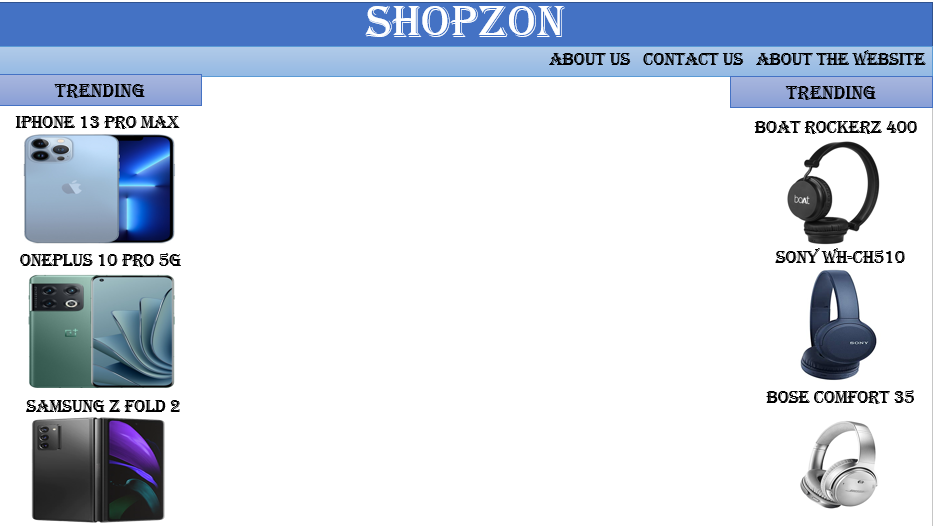 SHOPZON
ABOUT US CONTACT US ABOUT THE WEBSITE
TRENDING
IPHONE 13 PRO MAX
ONEPLUS 10 PRO 5G
SAMSUNG Z FOLD 2
TRENDING
BOAT ROCKERZ 400
boAt
SONY WH-CH510
SONY
BOSE COMFORT 35